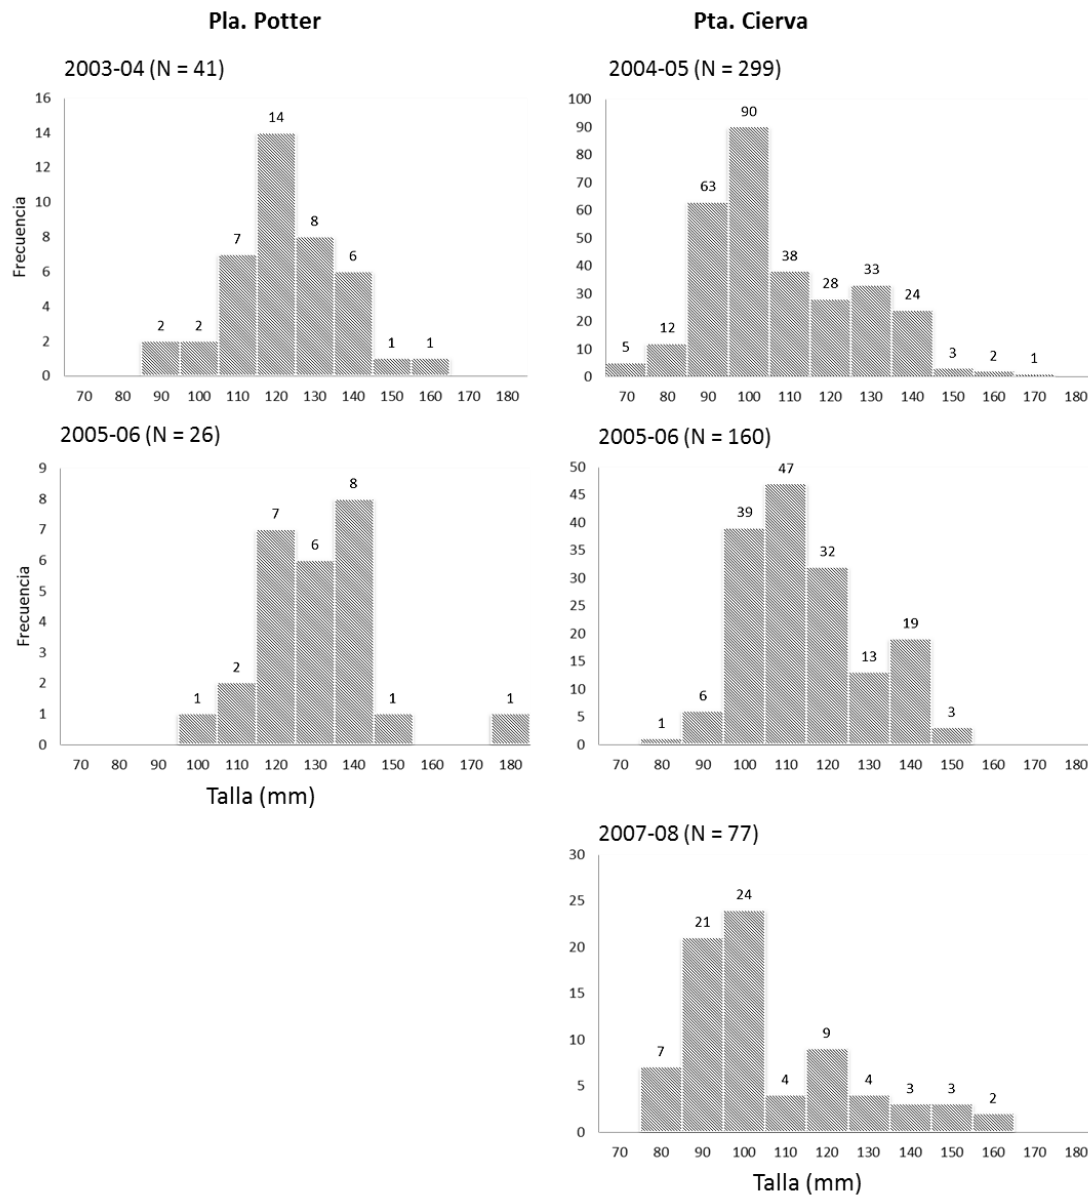 Pla. Potter
Pta. Cierva
2003-04 (N = 41)
Frecuencia
16
14
12
10
8
6
4
2
0
2 2 7 14 8 6 1 1
70 80 90 100 110 120 130 140 150 160 170 180
2004-05 (N = 299)
100
90
80
70
60
50
40
30
20
10
0
5 12 63 90 38 28 33 24 3 2 1
70 80 90 100 110 120 130 140 150 160 170 180
2005-06 (N = 26)
Frecuencia
9
8
7
6
5
4
3
2
1
0
1 2 7 6 8 1 1
70 80 90 100 110 120 130 140 150 160 170 180
Talla (mm)
2005-06 (N = 160)
50
45
40
35
30
25
20
15
10
5
0
1 6 39 47 32 13 19 3
70 80 90 100 110 120 130 140 150 160 170 180
2007-08 (N = 77)
30
25
20
15
10
5
0
7 21 24 4 9 4 3 3 2
70 80 90 100 110 120 130 140 150 160 170 180
Talla (mm)